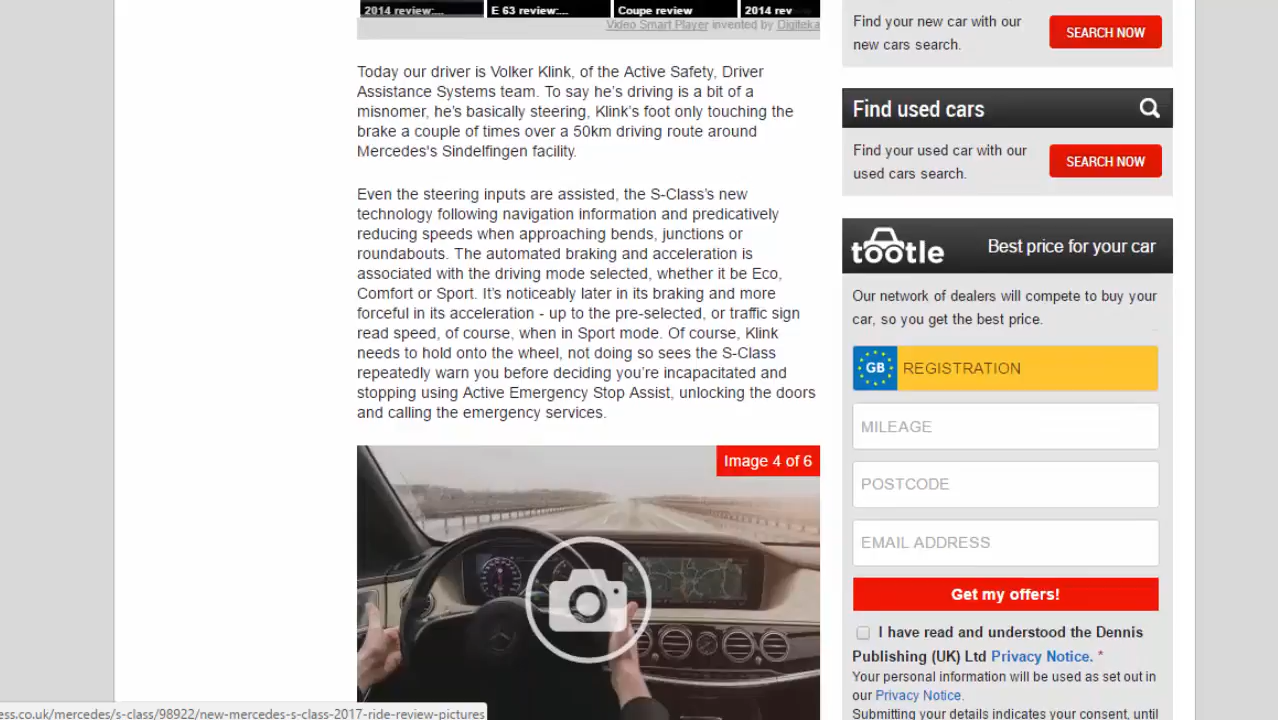 2014 review:...
E 63 review:...
Coupe review
2014 rev
Video Smart Player invented by Digiteka
Today our driver is Volker Klink, of the Active Safety, Driver
Assistance Systems team. To say he’s driving is a bit of a
misnomer, he’s basically steering, Klink’s foot only touching the
brake a couple of times over a 50km driving route around
Mercedes's Sindelfingen facility.
Even the steering inputs are assisted, the S-Class’s new
technology following navigation information and predicatively
reducing speeds when approaching bends, junctions or
roundabouts. The automated braking and acceleration is
associated with the driving mode selected, whether it be Eco,
Comfort or Sport. It’s noticeably later in its braking and more
forceful in its acceleration - up to the pre-selected, or traffic sign
read speed, of course, when in Sport mode. Of course, Klink
needs to hold onto the wheel, not doing so sees the S-Class
repeatedly warn you before deciding you’re incapacitated and
stopping using Active Emergency Stop Assist, unlocking the doors
and calling the emergency services.
Image 4 of 6
ess.co.uk/mercedes/s-class/98922/new-mercedes-s-class-2017-ride-review-pictures
Find your new car with our
new cars search.
SEARCH NOW
Find used cars
Find your used car with our
used cars search.
SEARCH NOW
tootle
Best price for your car
Our network of dealers will compete to buy your
car, so you get the best price.
GB REGISTRATION
MILEAGE
POSTCODE
EMAIL ADDRESS
Get my offers!
I have read and understood the Dennis
Publishing (UK) Ltd Privacy Notice. *
Your personal information will be used as set out in
our Privacy Notice.
Submitting your details indicates your consent, until